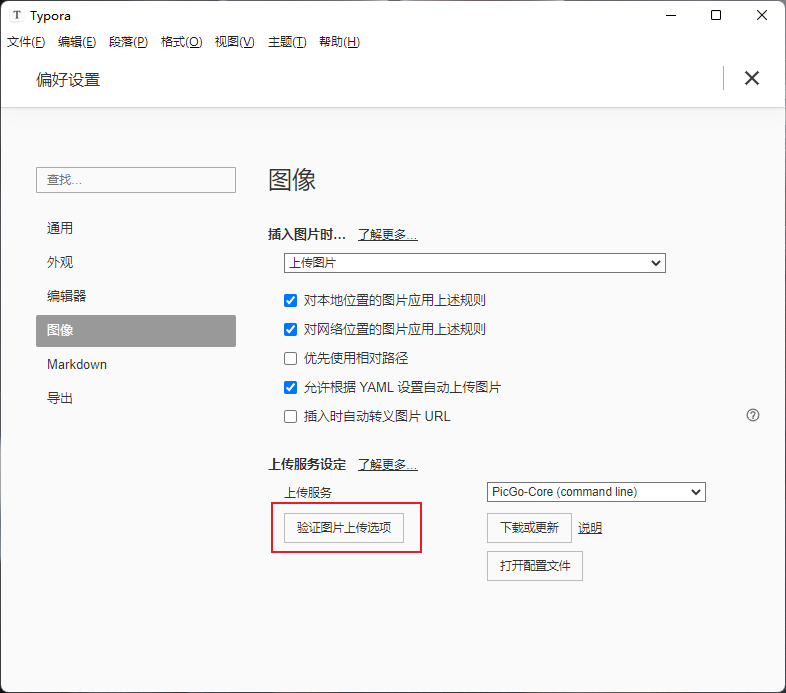 T Typora
文件(F) 编辑(E) 段落(P) 格式(O) 视图(V) 主题(T) 帮助(H)
偏好设置
查找...
图像
通用
插入图片时... 了解更多...
外观
上传图片
编辑器
对本地位置的图片应用上述规则
图像
对网络位置的图片应用上述规则
Markdown
优先使用相对路径
导出
允许根据 YAML 设置自动上传图片
插入时自动转义图片 URL
?
上传服务设定 了解更多...
上传服务 PicGo-Core (command line)
验证图片上传选项 下载或更新 说明
打开配置文件